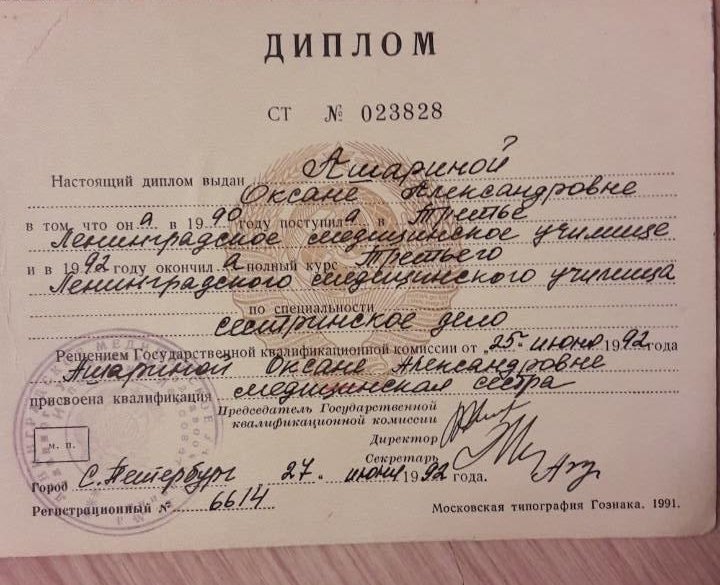 ДИПЛОМ
СТ № 023828
Настоящий диплом выдан Ашариной
Оксане Александровне
в том, что она в 1990 году поступила в Третье
Ленинградское медицинское училище
и в 1992 году окончила полный курс Третьего
Ленинградского медицинского училища
по специальности
сестринское дело
Решением Государственной квалификационной комиссии от „25" июня 1992 года
Ашариной Оксане Александровне
присвоена квалификация медицинская сестра
Председатель Государственной
квалификационной комиссии
Директор
Секретарь
м. п.
Город С.Петербург 27 июня 1992 года.
Регистрационный № 6614
Московская типография Гознака. 1991.